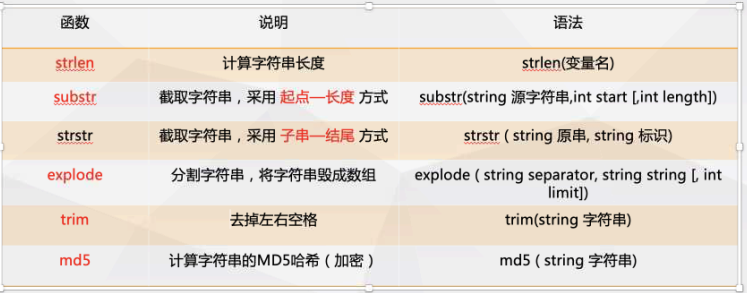 函数 说明 语法
strlen 计算字符串长度 strlen(变量名)
substr 截取字符串，采用 起点—长度 方式 substr(string 源字符串,int start [,int length])
strstr 截取字符串，采用 子串—结尾 方式 strstr ( string 原串, string 标识)
explode 分割字符串，将字符串毁成数组 explode ( string separator, string string [, int
limit])
trim 去掉左右空格 trim(string 字符串)
md5 计算字符串的MD5哈希（加密） md5 ( string 字符串)